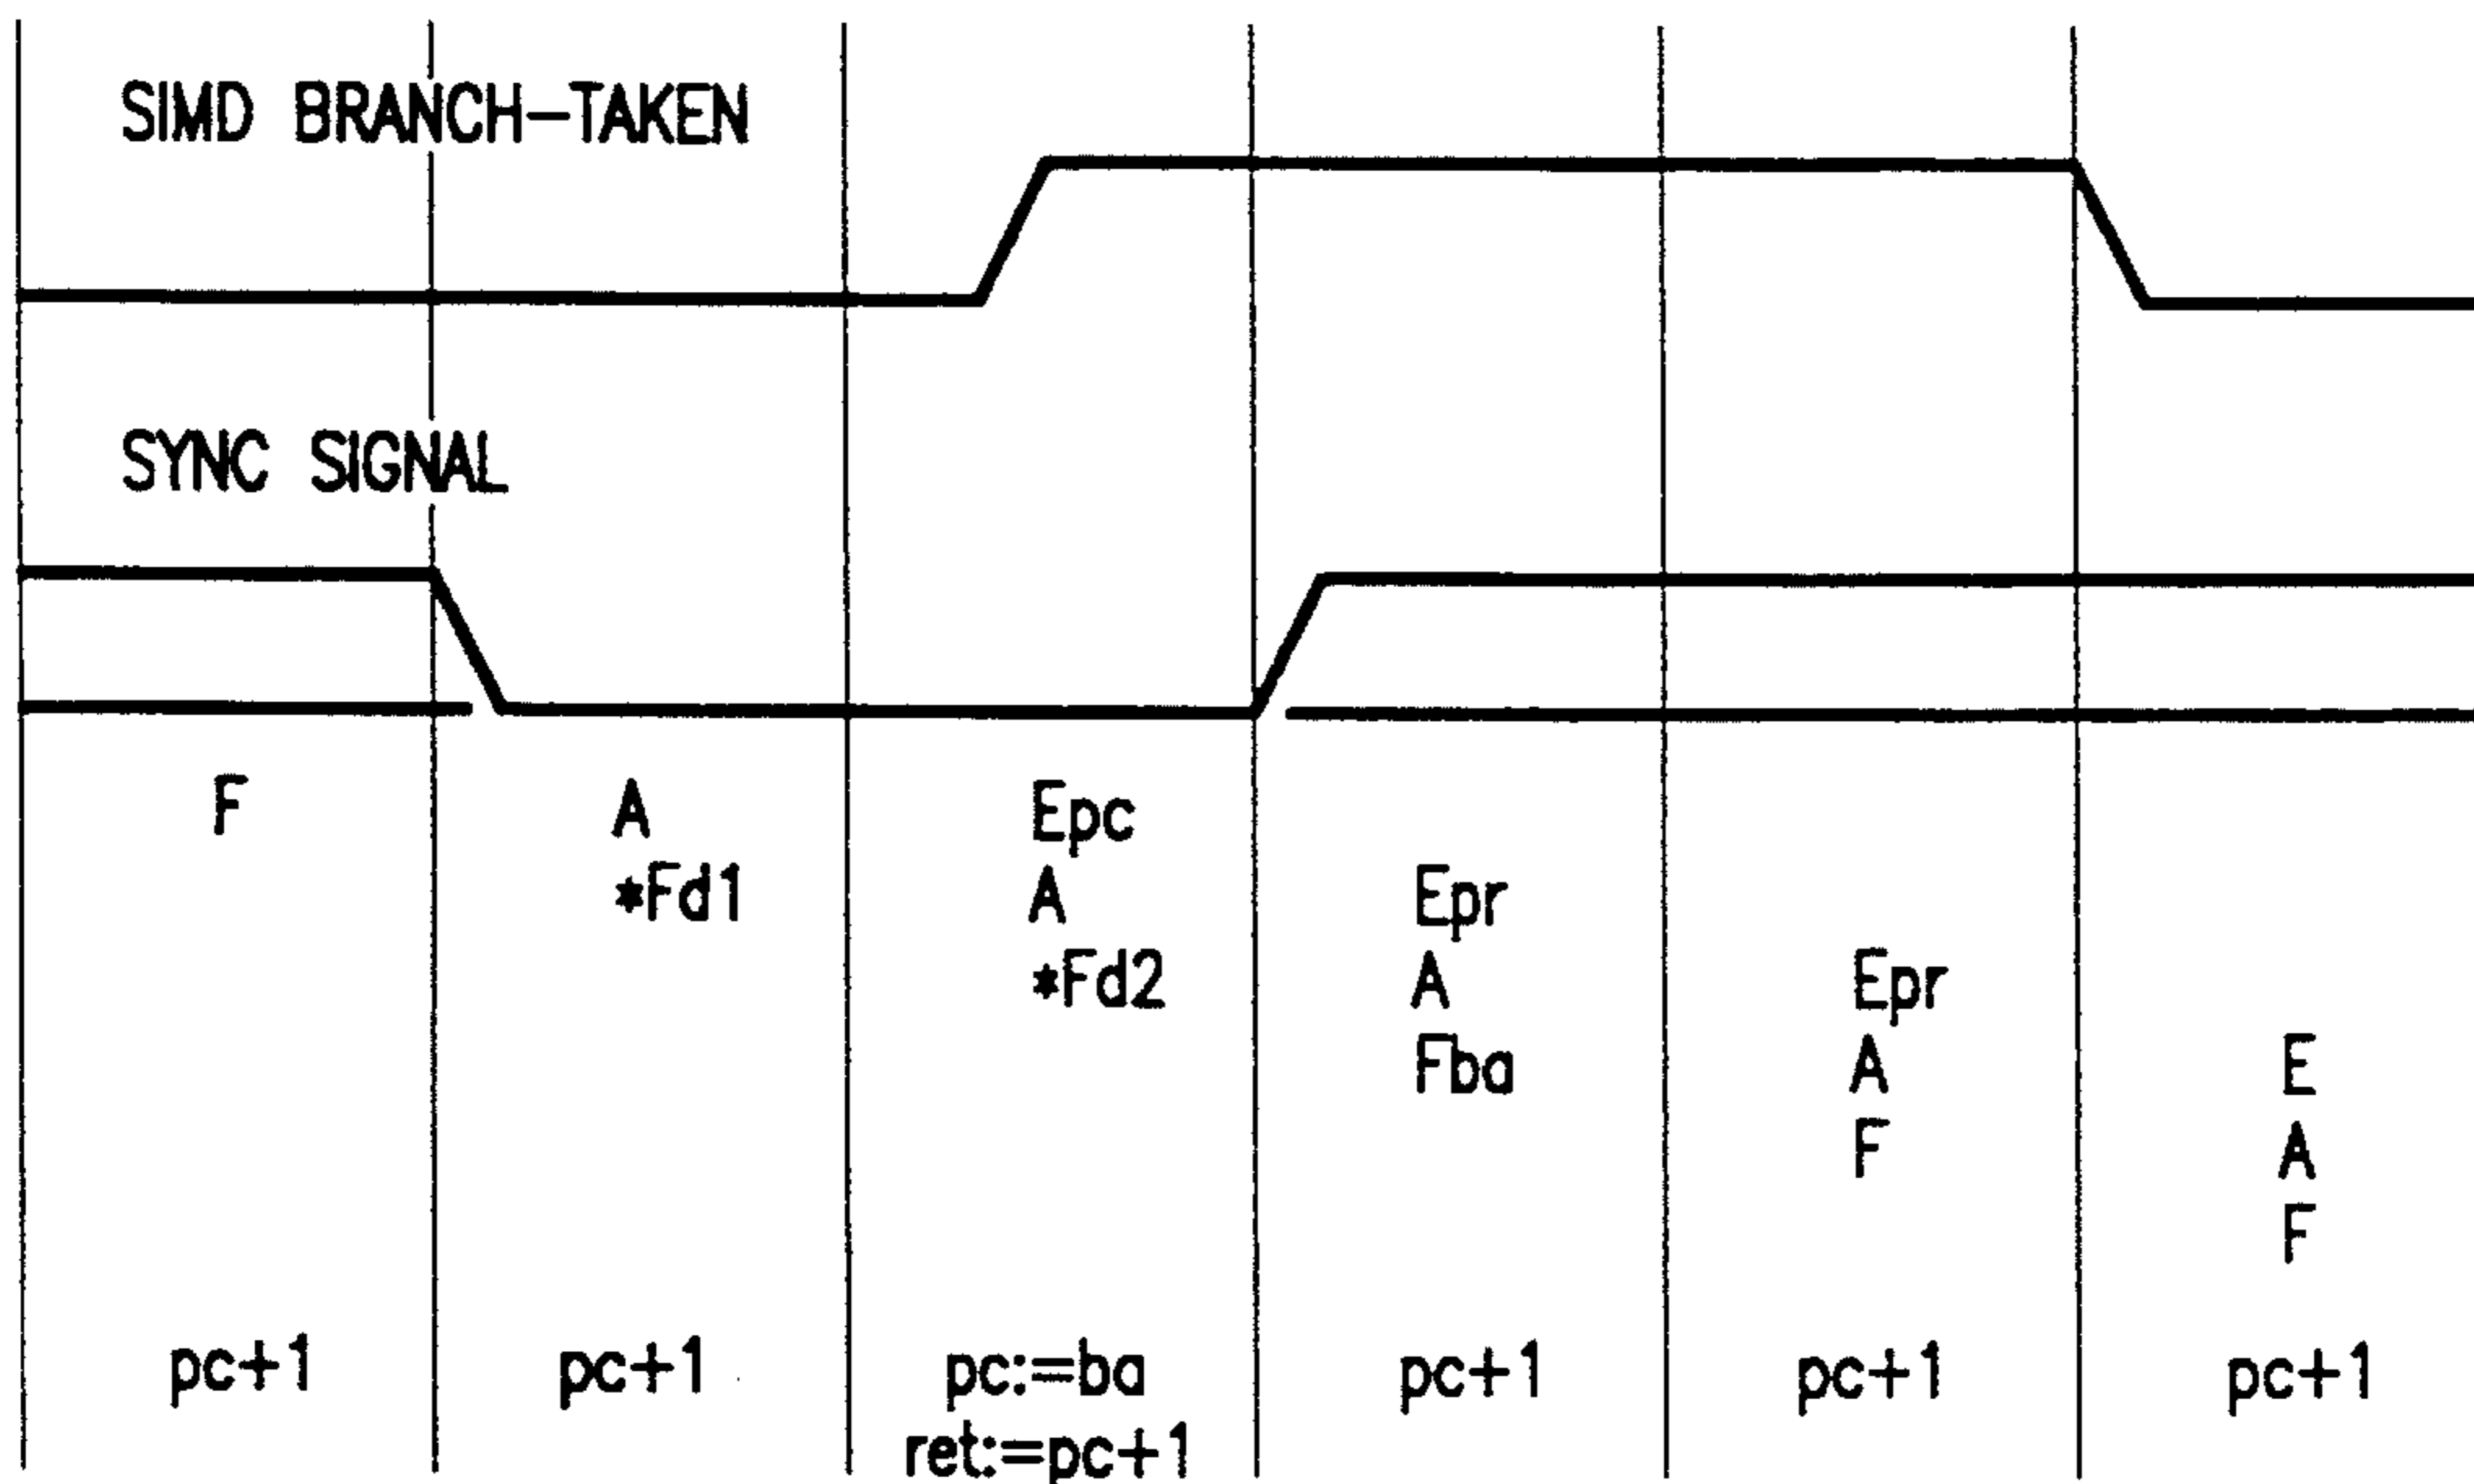 SIMD BRANCH-TAKEN
SYNC SIGNAL
F A Epc
*Fd1 A Epr
*Fd2 A Epr
Fba A E
F A
F
pc+1 pc+1 pc:=ba pc+1 pc+1 pc+1
ret:=pc+1